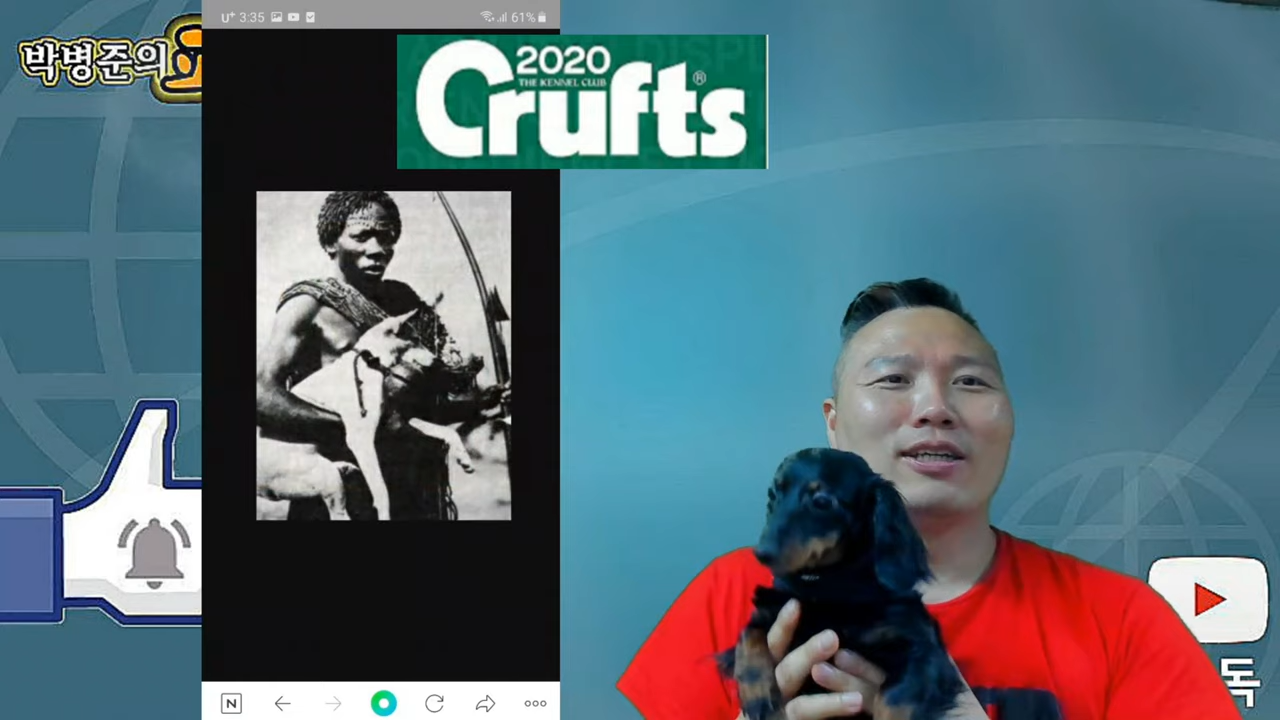 U+ 3:35
61%
박병준의
2020
THE KENNEL CLUB
Crufts®
N
독